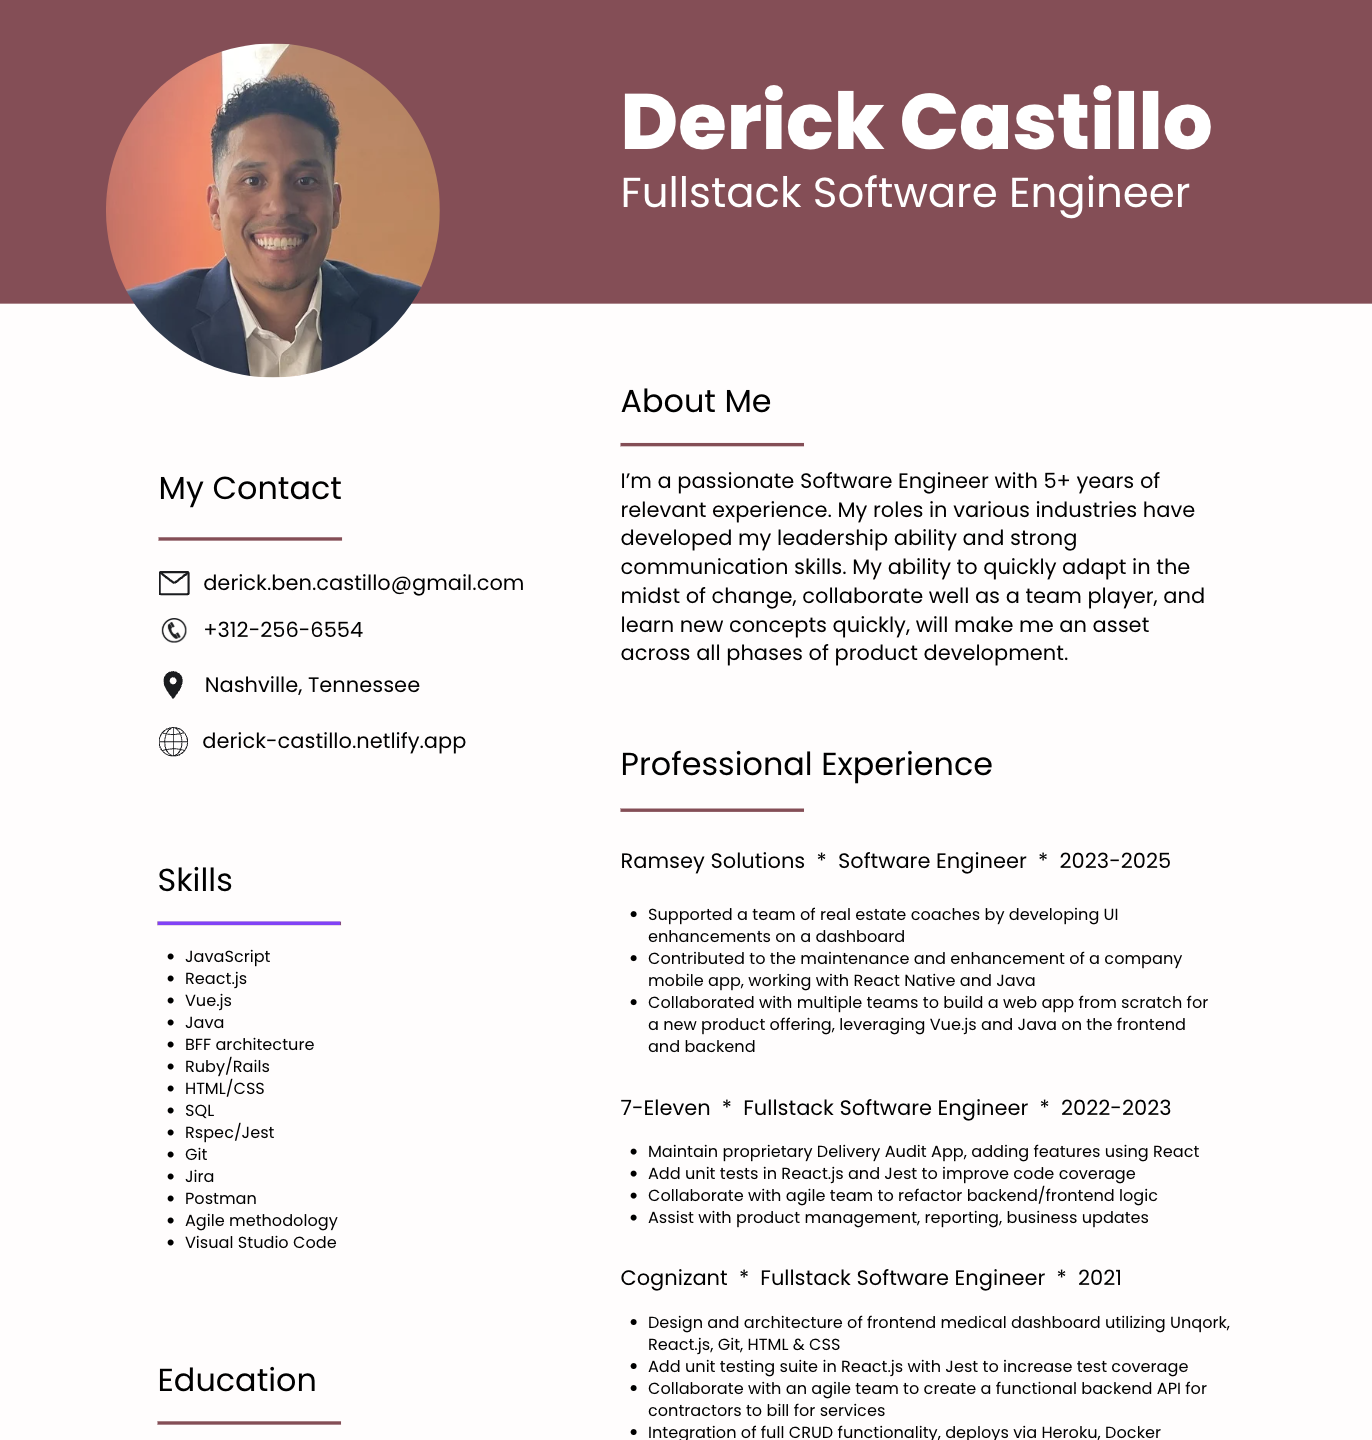 Derick Castillo
Fullstack Software Engineer
My Contact
derick.ben.castillo@gmail.com
+312-256-6554
Nashville, Tennessee
derick-castillo.netlify.app
Skills
JavaScript
React.js
Vue.js
Java
BFF architecture
Ruby/Rails
HTML/CSS
SQL
Rspec/Jest
Git
Jira
Postman
Agile methodology
Visual Studio Code
Education
About Me
I’m a passionate Software Engineer with 5+ years of
relevant experience. My roles in various industries have
developed my leadership ability and strong
communication skills. My ability to quickly adapt in the
midst of change, collaborate well as a team player, and
learn new concepts quickly, will make me an asset
across all phases of product development.
Professional Experience
Ramsey Solutions * Software Engineer * 2023-2025
Supported a team of real estate coaches by developing UI
enhancements on a dashboard
Contributed to the maintenance and enhancement of a company
mobile app, working with React Native and Java
Collaborated with multiple teams to build a web app from scratch for
a new product offering, leveraging Vue.js and Java on the frontend
and backend
7-Eleven * Fullstack Software Engineer * 2022-2023
Maintain proprietary Delivery Audit App, adding features using React
Add unit tests in React.js and Jest to improve code coverage
Collaborate with agile team to refactor backend/frontend logic
Assist with product management, reporting, business updates
Cognizant * Fullstack Software Engineer * 2021
Design and architecture of frontend medical dashboard utilizing Unqork,
React.js, Git, HTML & CSS
Add unit testing suite in React.js with Jest to increase test coverage
Collaborate with an agile team to create a functional backend API for
contractors to bill for services
Integration of full CRUD functionality, deploys via Heroku, Docker